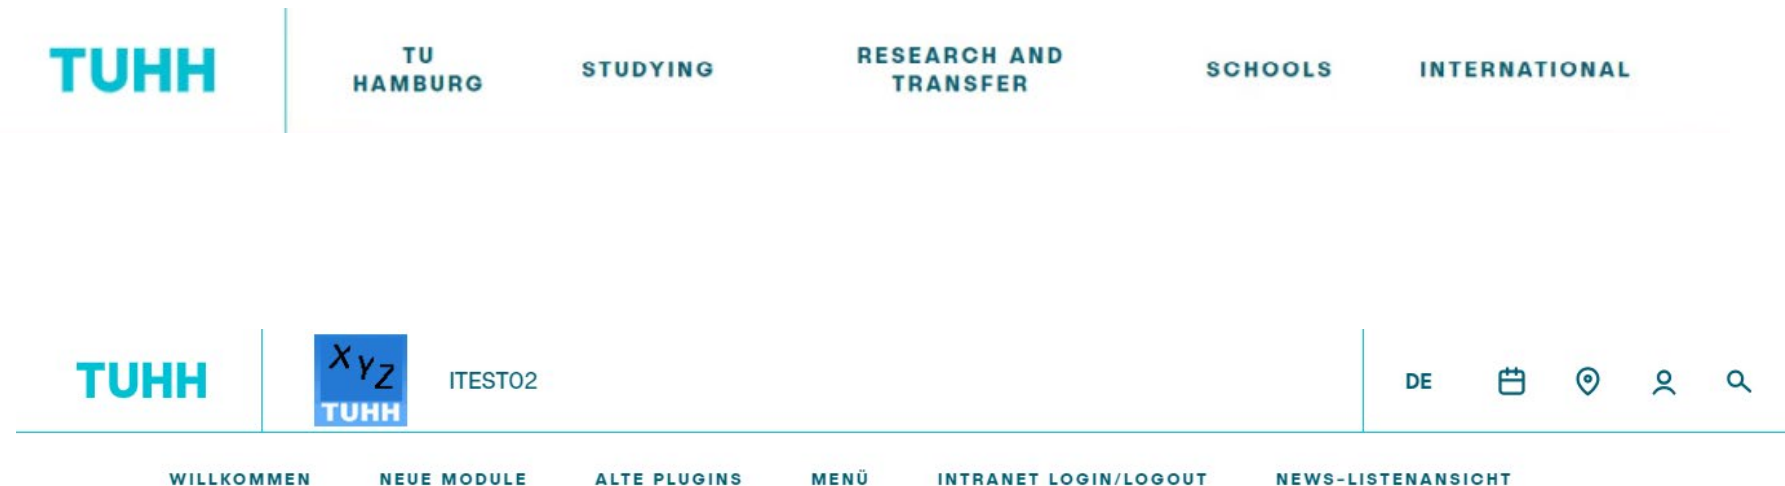 TUHH
TU
HAMBURG
STUDYING
RESEARCH AND
TRANSFER
SCHOOLS
INTERNATIONAL
TUHH
XYZ
TUHH
ITEST02
DE
WILLKOMMEN NEUE MODULE ALTE PLUGINS MENÜ INTRANET LOGIN/LOGOUT NEWS-LISTENANSICHT